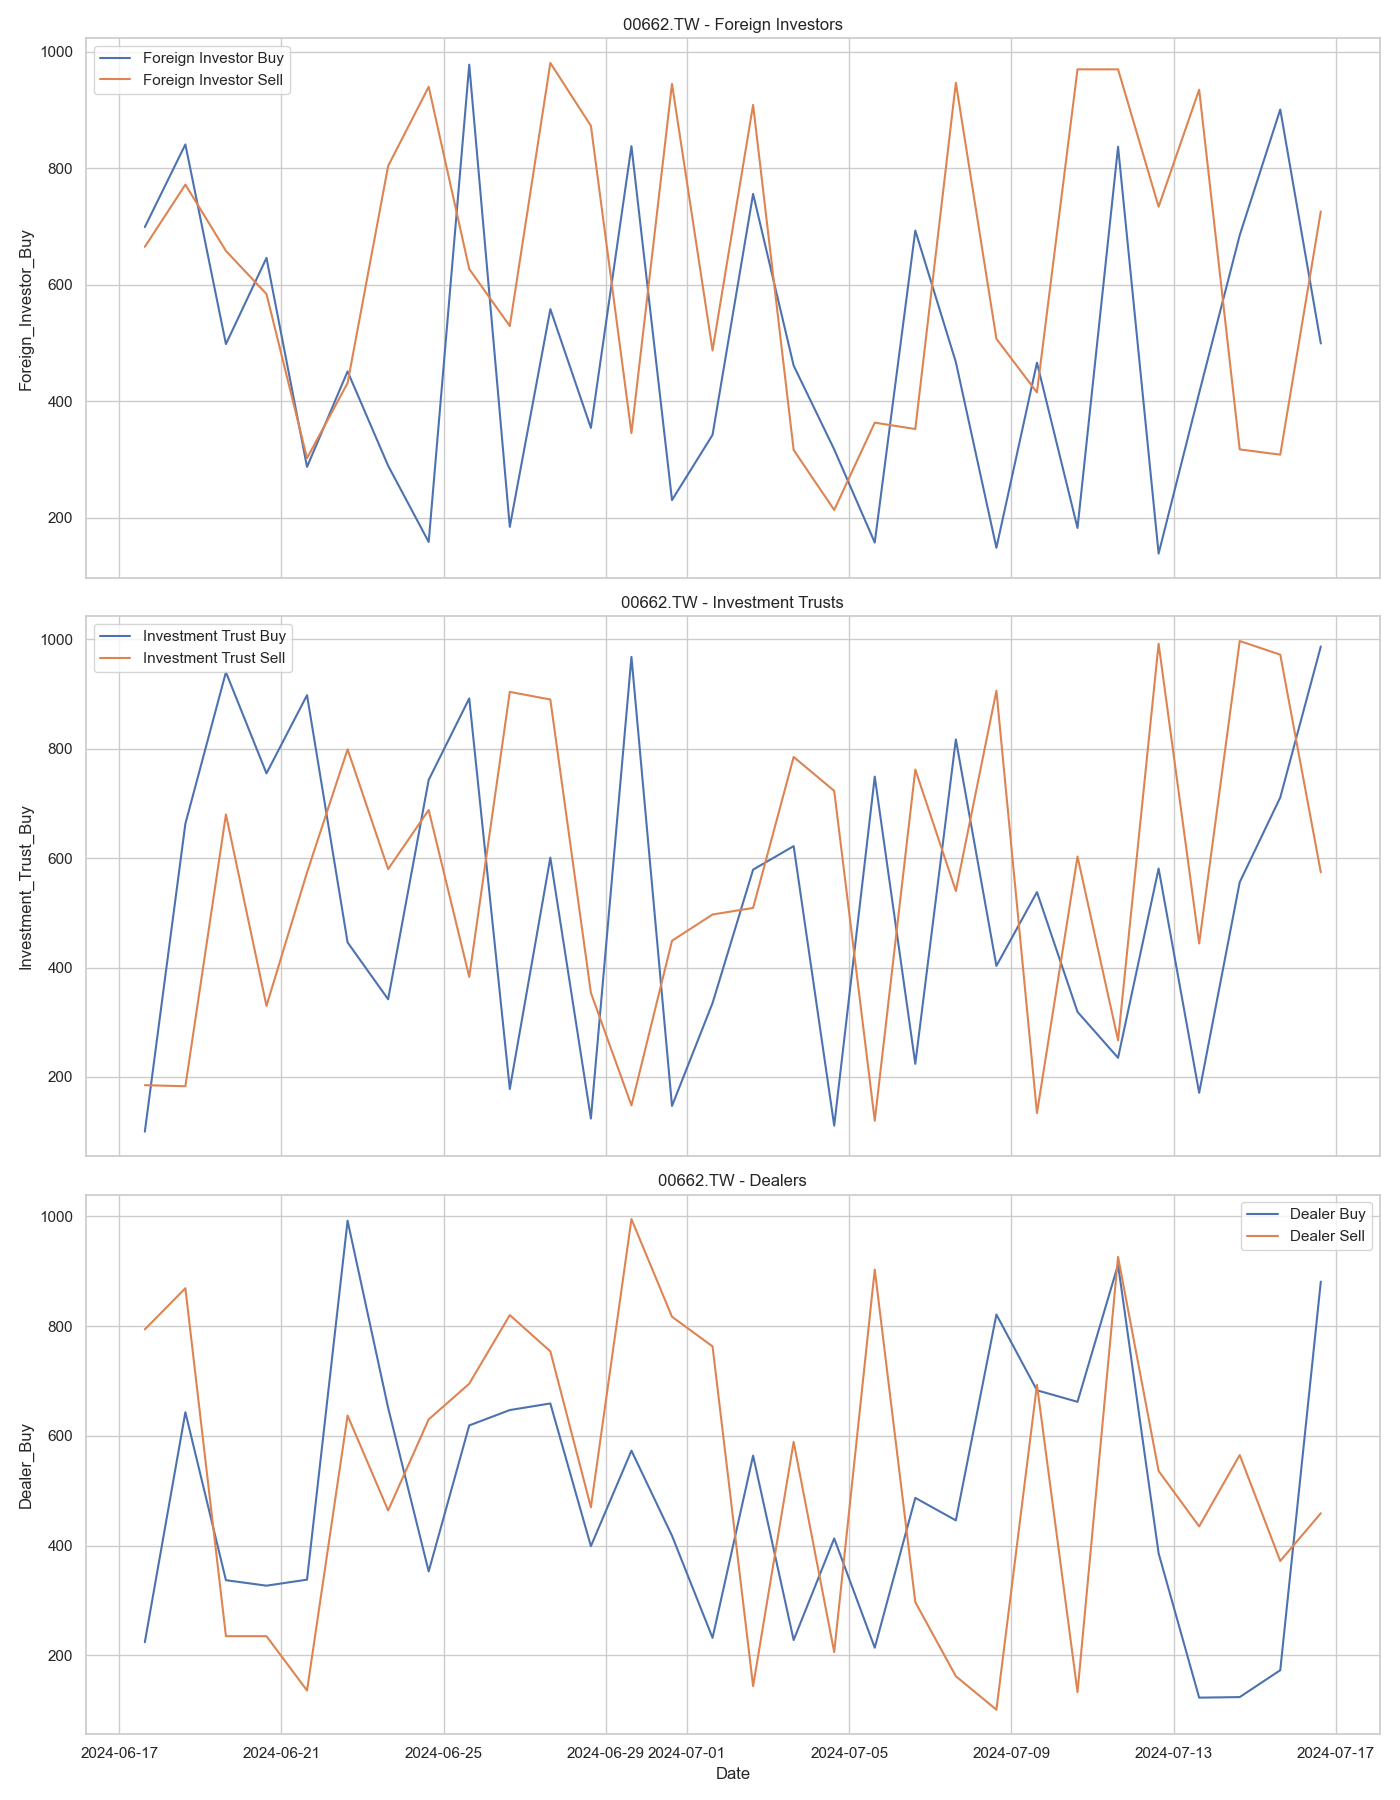 00662.TW - Foreign Investors
Foreign Investor Buy
Foreign Investor Sell
1000
800
600
400
200
Foreign_Investor_Buy
00662.TW - Investment Trusts
Investment Trust Buy
Investment Trust Sell
1000
800
600
400
200
Investment_Trust_Buy
00662.TW - Dealers
Dealer Buy
Dealer Sell
1000
800
600
400
200
Dealer_Buy
2024-06-17 2024-06-21 2024-06-25 2024-06-29 2024-07-01 2024-07-05 2024-07-09 2024-07-13 2024-07-17
Date